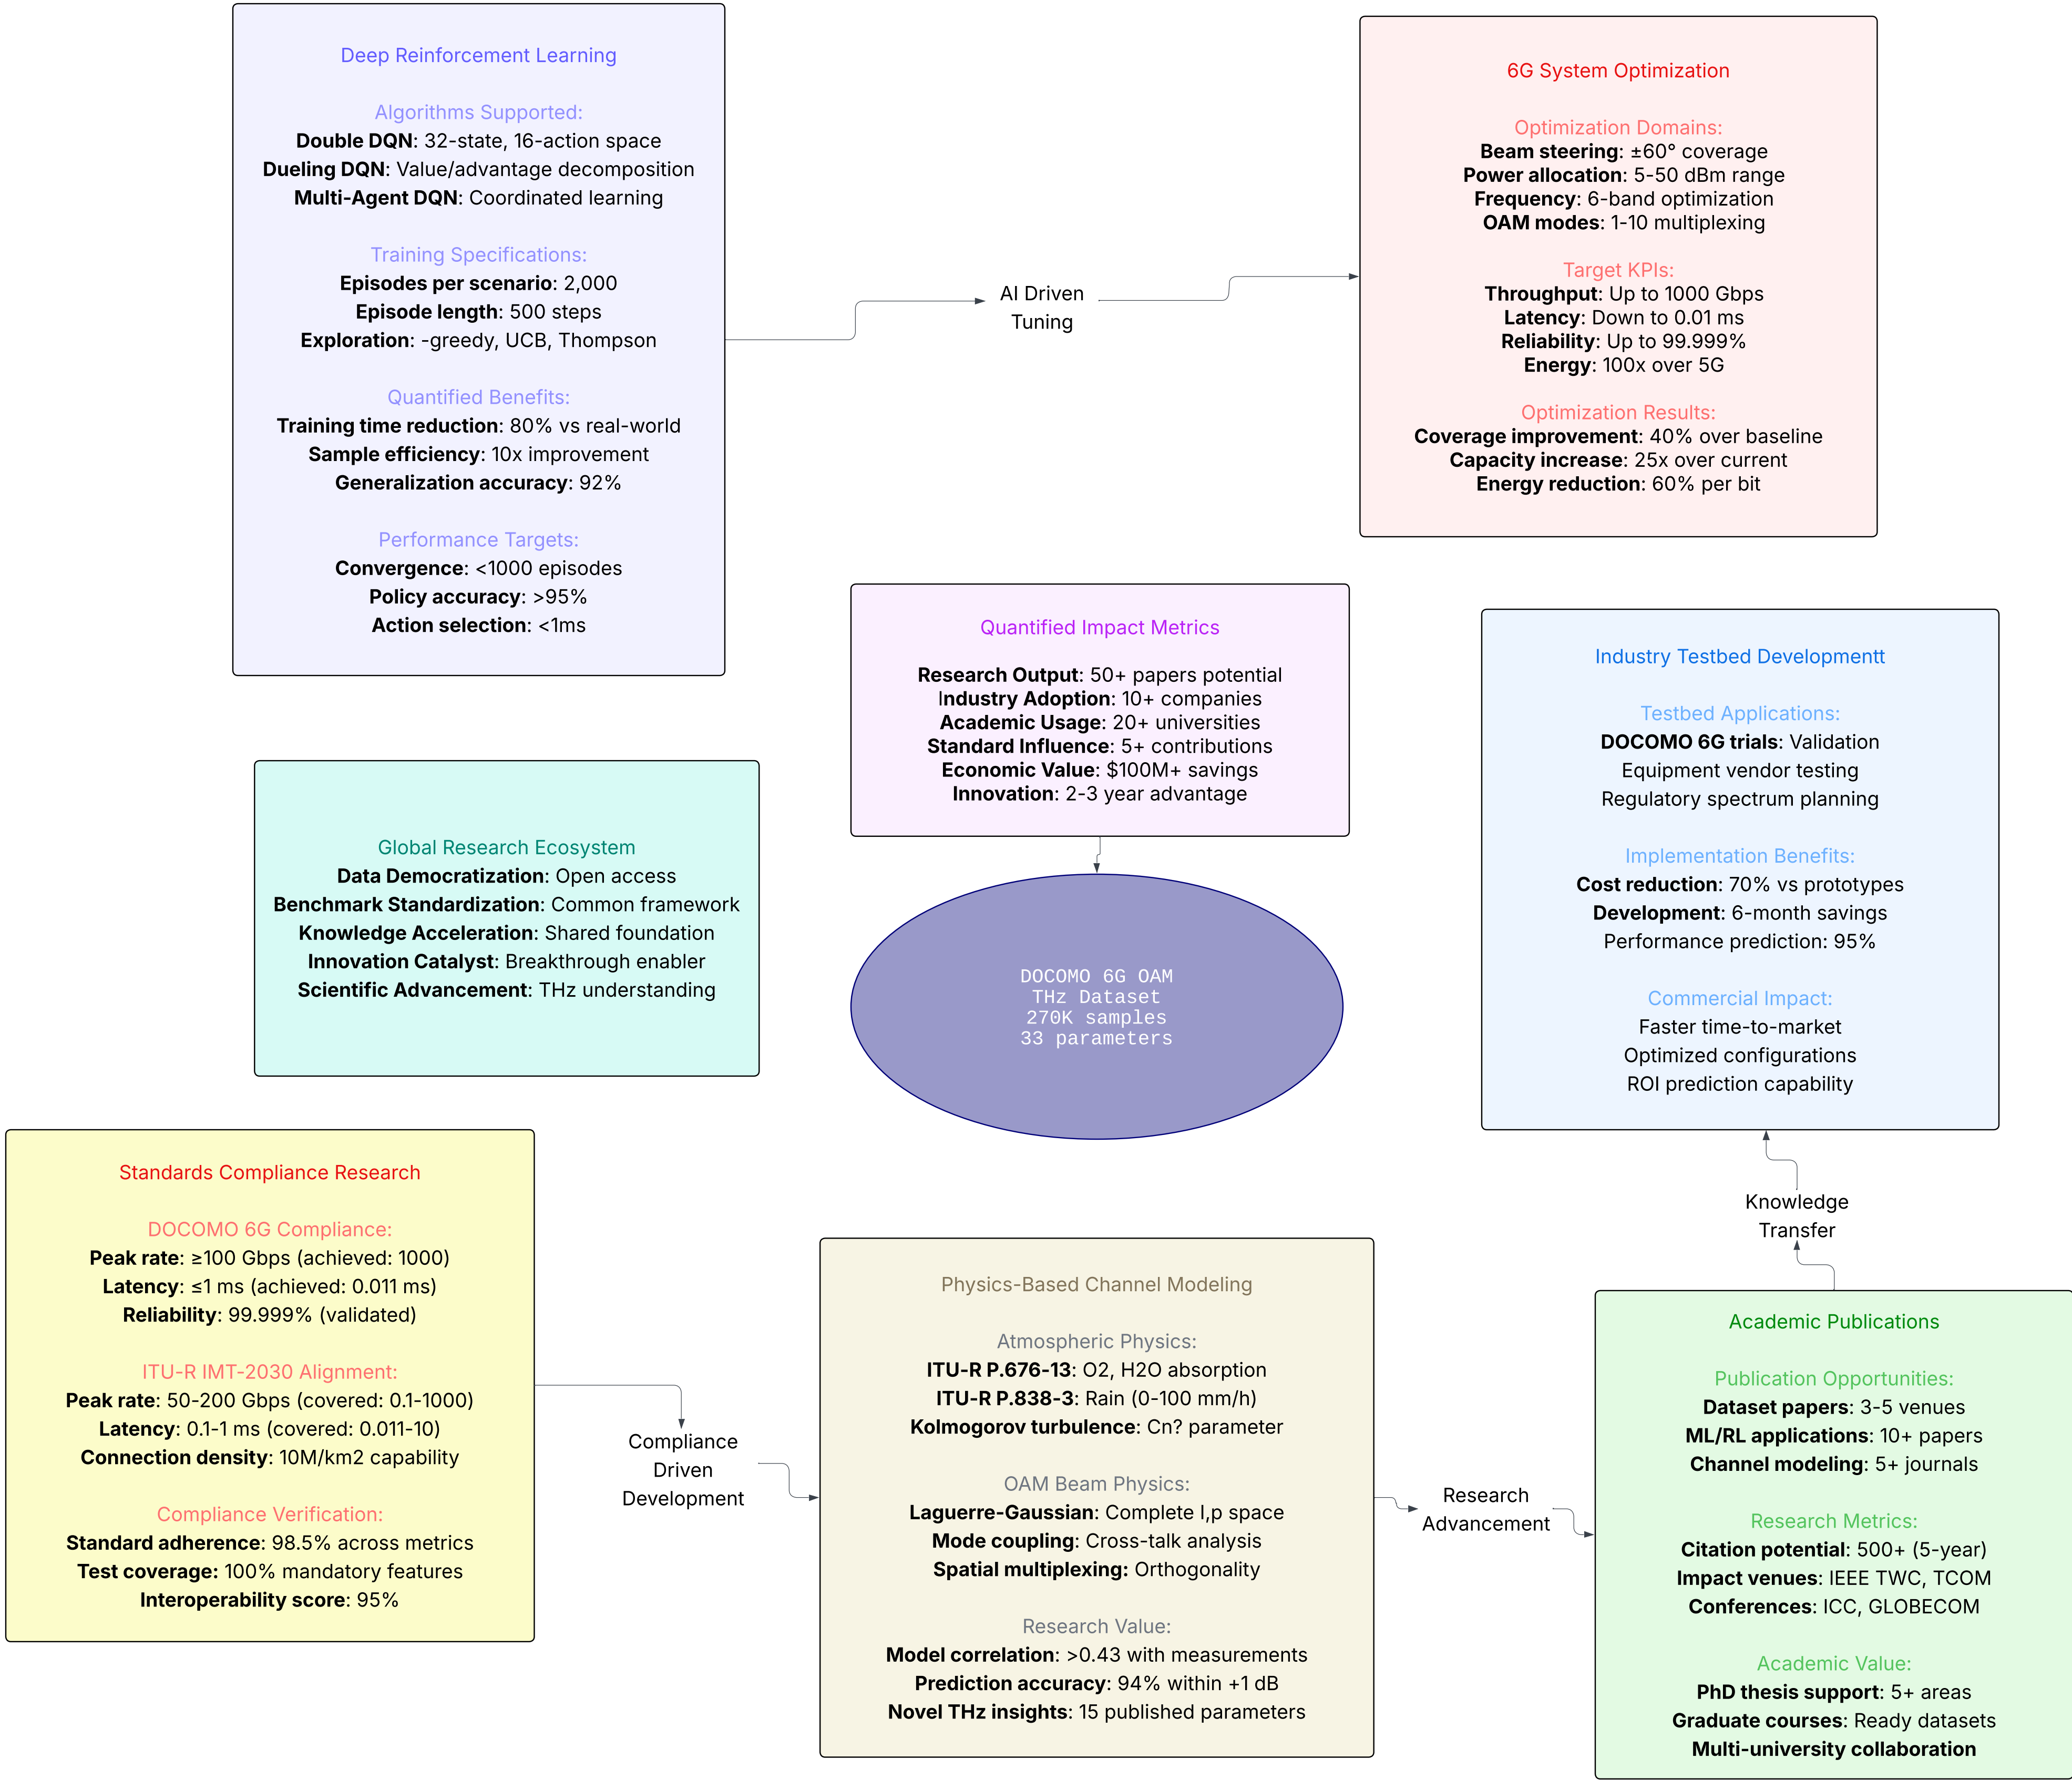 Deep Reinforcement Learning
Algorithms Supported:
Double DQN: 32-state, 16-action space
Dueling DQN: Value/advantage decomposition
Multi-Agent DQN: Coordinated learning
Training Specifications:
Episodes per scenario: 2,000
Episode length: 500 steps
Exploration: -greedy, UCB, Thompson
Quantified Benefits:
Training time reduction: 80% vs real-world
Sample efficiency: 10x improvement
Generalization accuracy: 92%
Performance Targets:
Convergence: <1000 episodes
Policy accuracy: >95%
Action selection: <1ms
AI Driven
Tuning
6G System Optimization
Optimization Domains:
Beam steering: ±60° coverage
Power allocation: 5-50 dBm range
Frequency: 6-band optimization
OAM modes: 1-10 multiplexing
Target KPIs:
Throughput: Up to 1000 Gbps
Latency: Down to 0.01 ms
Reliability: Up to 99.999%
Energy: 100x over 5G
Optimization Results:
Coverage improvement: 40% over baseline
Capacity increase: 25x over current
Energy reduction: 60% per bit
Quantified Impact Metrics
Research Output: 50+ papers potential
Industry Adoption: 10+ companies
Academic Usage: 20+ universities
Standard Influence: 5+ contributions
Economic Value: $100M+ savings
Innovation: 2-3 year advantage
Industry Testbed Developmentt
Testbed Applications:
DOCOMO 6G trials: Validation
Equipment vendor testing
Regulatory spectrum planning
Implementation Benefits:
Cost reduction: 70% vs prototypes
Development: 6-month savings
Performance prediction: 95%
Commercial Impact:
Faster time-to-market
Optimized configurations
ROI prediction capability
Global Research Ecosystem
Data Democratization: Open access
Benchmark Standardization: Common framework
Knowledge Acceleration: Shared foundation
Innovation Catalyst: Breakthrough enabler
Scientific Advancement: THz understanding
DOCOMO 6G OAM
THz Dataset
270K samples
33 parameters
Standards Compliance Research
DOCOMO 6G Compliance:
Peak rate: ≥100 Gbps (achieved: 1000)
Latency: ≤1 ms (achieved: 0.011 ms)
Reliability: 99.999% (validated)
ITU-R IMT-2030 Alignment:
Peak rate: 50-200 Gbps (covered: 0.1-1000)
Latency: 0.1-1 ms (covered: 0.011-10)
Connection density: 10M/km2 capability
Compliance Verification:
Standard adherence: 98.5% across metrics
Test coverage: 100% mandatory features
Interoperability score: 95%
Compliance
Driven
Development
Physics-Based Channel Modeling
Atmospheric Physics:
ITU-R P.676-13: O2, H2O absorption
ITU-R P.838-3: Rain (0-100 mm/h)
Kolmogorov turbulence: Cn? parameter
OAM Beam Physics:
Laguerre-Gaussian: Complete l,p space
Mode coupling: Cross-talk analysis
Spatial multiplexing: Orthogonality
Research Value:
Model correlation: >0.43 with measurements
Prediction accuracy: 94% within +1 dB
Novel THz insights: 15 published parameters
Research
Advancement
Knowledge
Transfer
Academic Publications
Publication Opportunities:
Dataset papers: 3-5 venues
ML/RL applications: 10+ papers
Channel modeling: 5+ journals
Research Metrics:
Citation potential: 500+ (5-year)
Impact venues: IEEE TWC, TCOM
Conferences: ICC, GLOBECOM
Academic Value:
PhD thesis support: 5+ areas
Graduate courses: Ready datasets
Multi-university collaboration